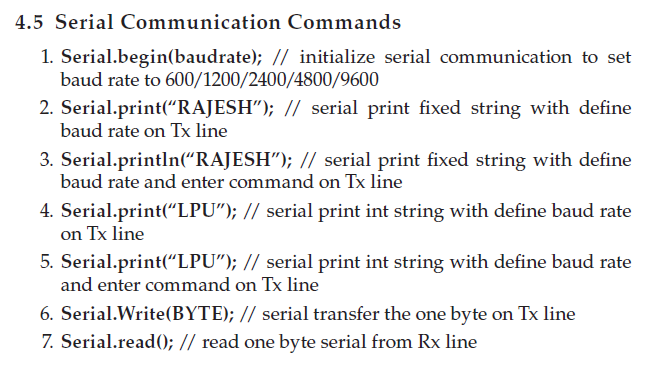 4.5 Serial Communication Commands
1. Serial.begin(baudrate); // initialize serial communication to set
baud rate to 600/1200/2400/4800/9600
2. Serial.print(“RAJESH”); // serial print fixed string with define
baud rate on Tx line
3. Serial.println(“RAJESH”); // serial print fixed string with define
baud rate and enter command on Tx line
4. Serial.print(“LPU”); // serial print int string with define baud rate
on Tx line
5. Serial.print(“LPU”); // serial print int string with define baud rate
and enter command on Tx line
6. Serial.Write(BYTE); // serial transfer the one byte on Tx line
7. Serial.read(); // read one byte serial from Rx line